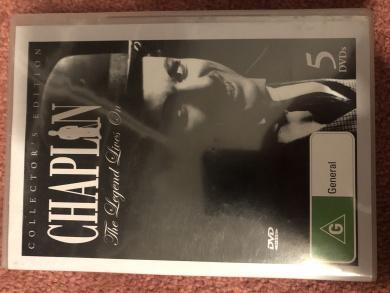 COLLECTOR'S EDITION
CHAPLIN
The Legend Lives On
5
DVDs
DVD
G
General